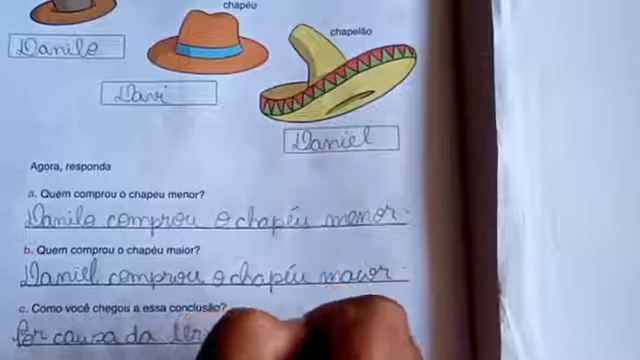 chapéu
chapelão
Danilo
Davi
Daniel
Agora, responda
a. Quem comprou o chapéu menor?
Danilo comprou o chapéu menor.
b. Quem comprou o chapéu maior?
Daniel comprou o chapéu maior.
c. Como você chegou a essa conclusão?
Por causa da